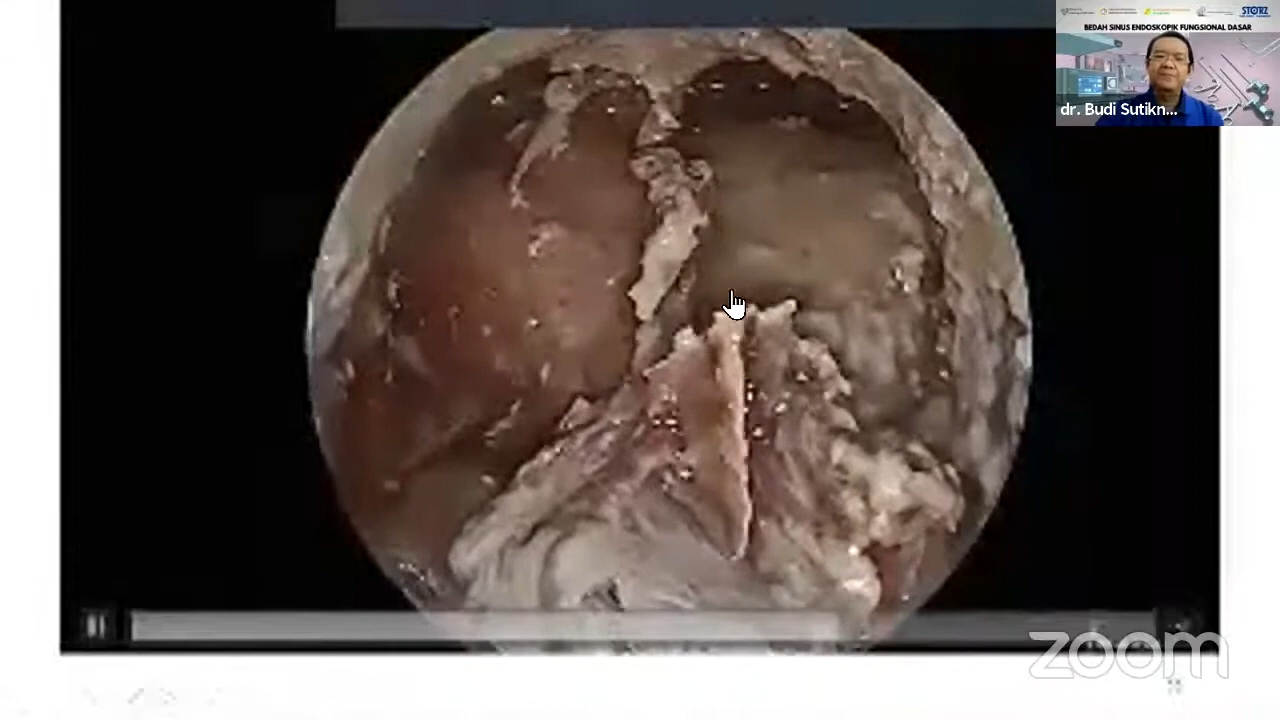 STORZ
BEDAH SINUS ENDOSKOPIK FUNGSIONAL DASAR
dr. Budi Sutikn...
zoom